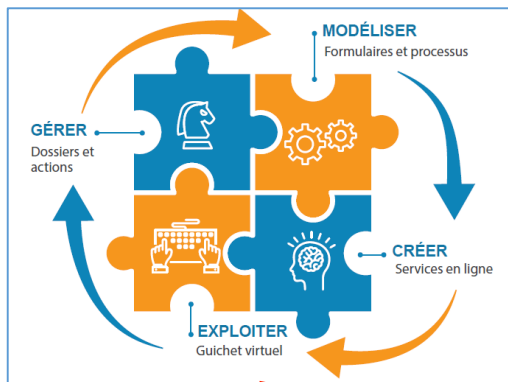 MODÉLISER
Formulaires et processus
GÉRER
Dossiers et
actions
CRÉER
Services en ligne
EXPLOITER
Guichet virtuel